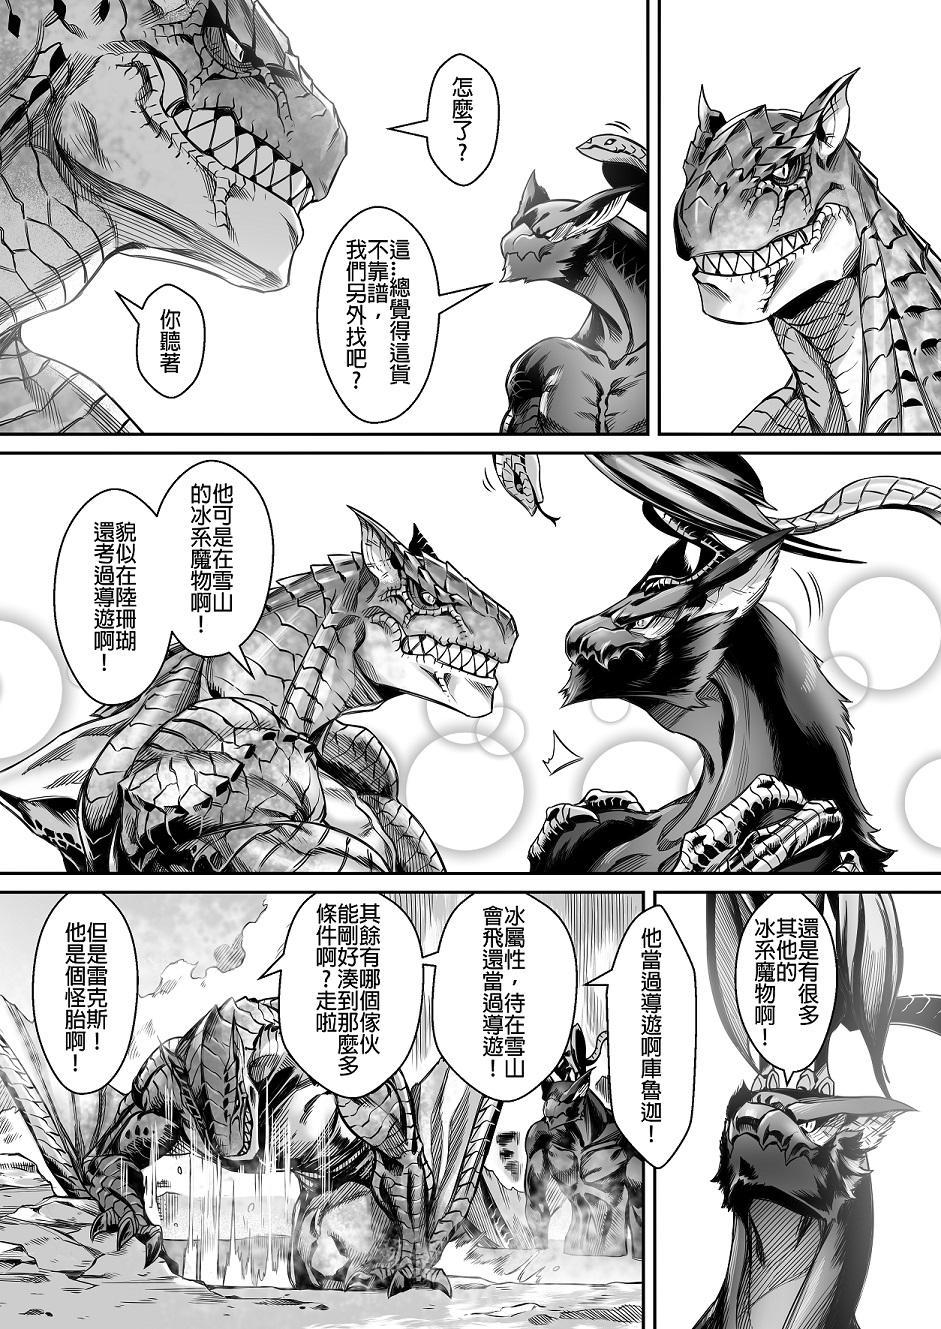 怎麼了？
這…總覺得這貨
不靠譜，
我們另外找吧？
你聽著
他可是在雪山
的冰系魔物啊！
貌似在陸珊瑚
還考過導遊啊！
還是有很多
其他的
冰系魔物啊！
他當過導遊啊庫魯迦！
冰屬性，待在雪山
會飛還當過導遊！
其餘有哪個傢伙
能剛好湊到那麼多
條件啊？走啦
但是雷克斯！
他是個怪胎啊！